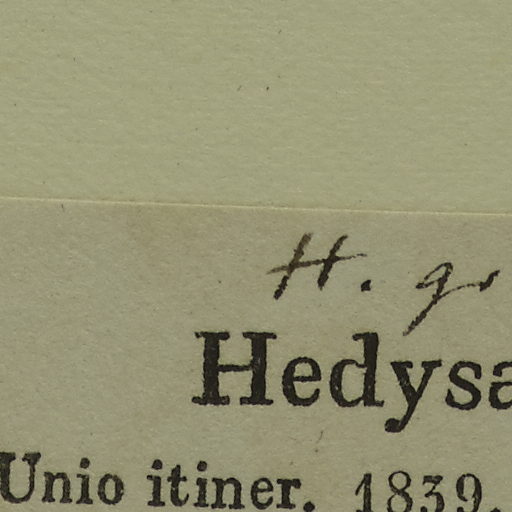 H. gr
Hedysa
Unio itiner. 1839.